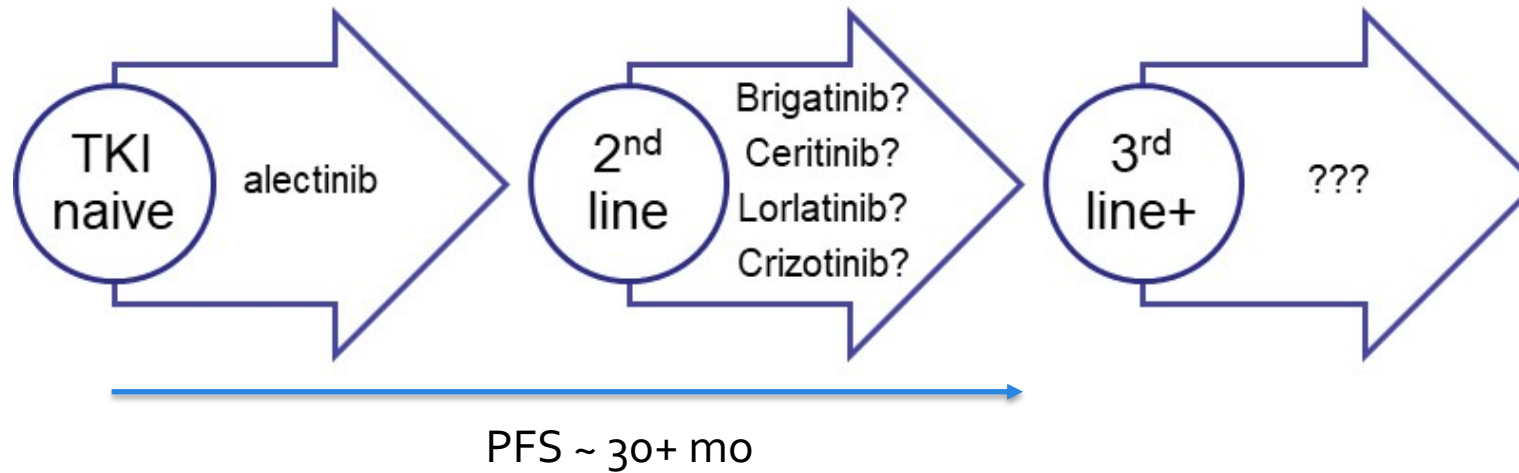 TKI
naive
alectinib
2nd
line
Brigatinib?
Ceritinib?
Lorlatinib?
Crizotinib?
3rd
line+
???
PFS ~ 30+ mo